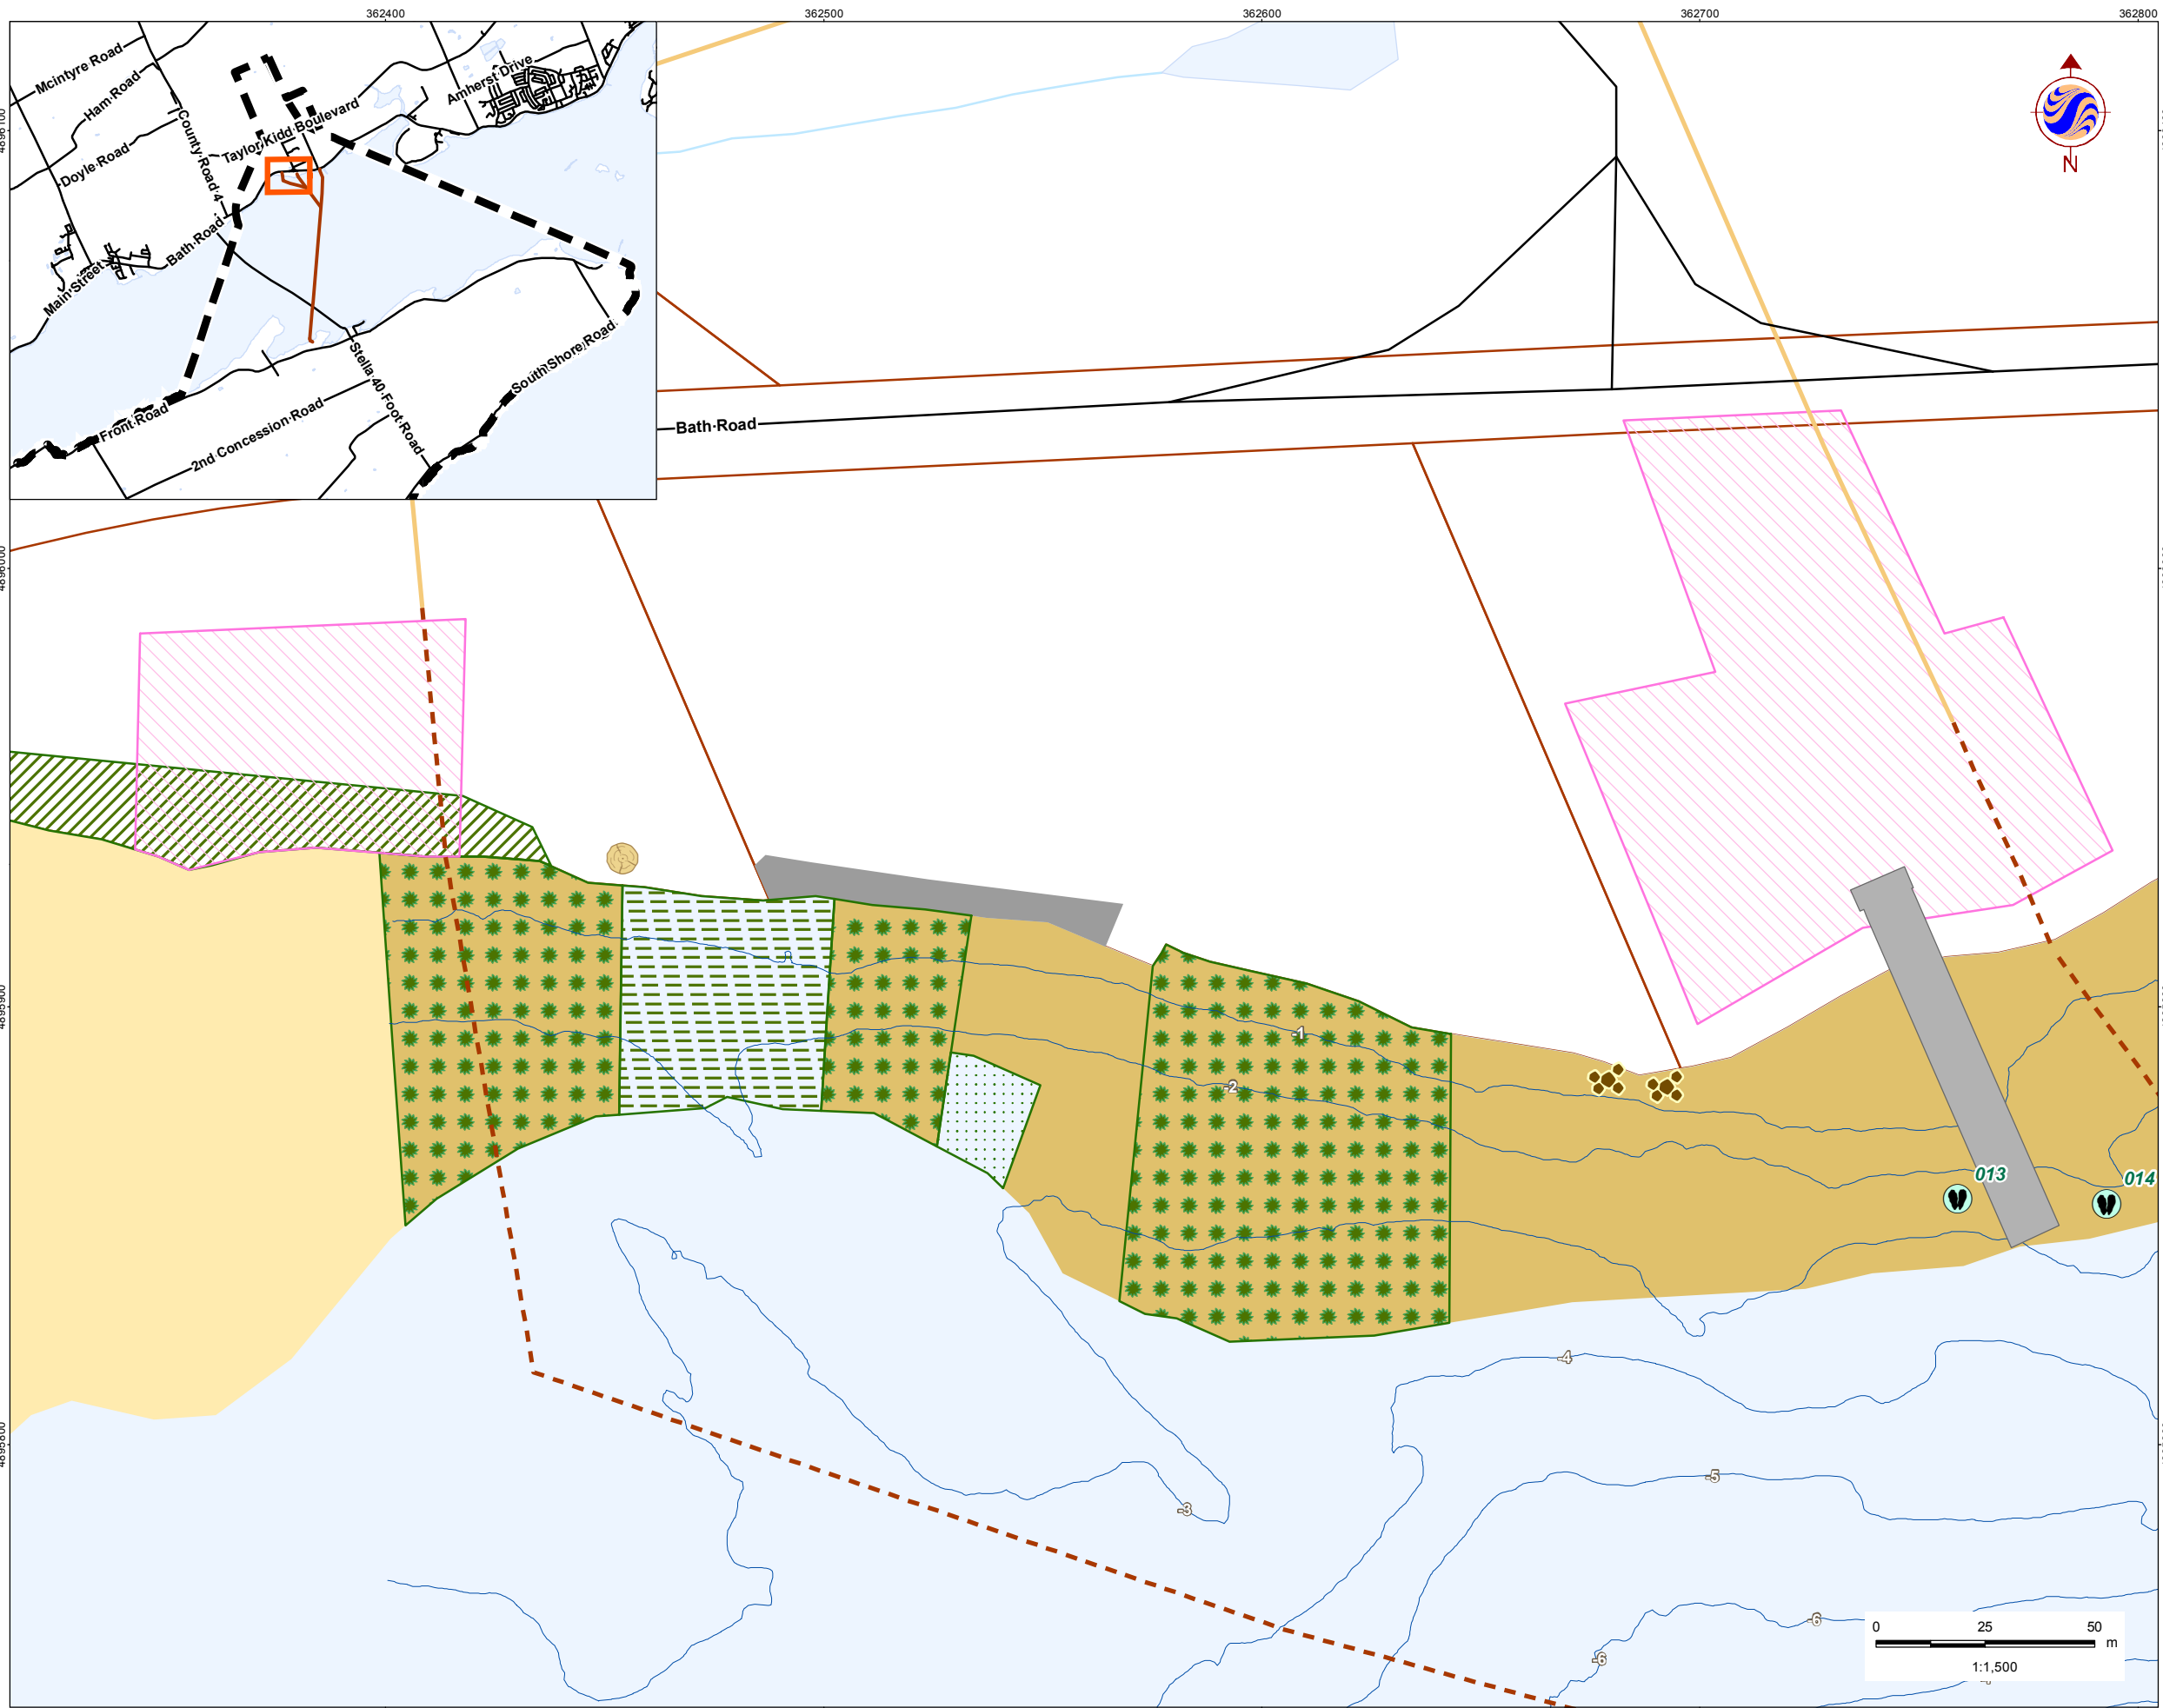 362400
362500
362600
362700
362800
Mcintyre Road
Ham Road
Doyle Road
County Road 4
Taylor Kidd Boulevard
Amherst Drive
Bath Road
Main Street
Front Road
2nd Concession Road
Stella 40 Foot Road
South Shore Road
N
Bath Road
4895900
4895800
-1
-2
-3
-4
-5
-6
-6
013
014
0 25 50 m
1:1,500